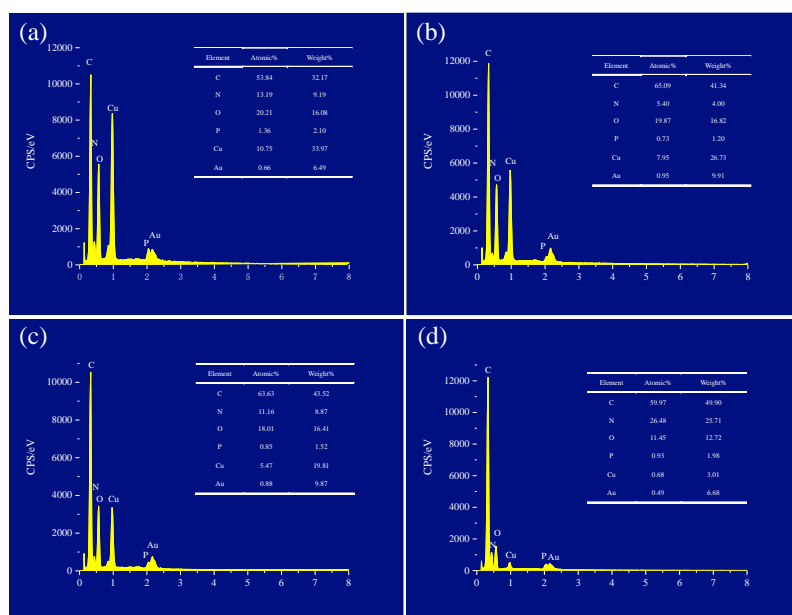 (a)
12000
10000
8000
6000
4000
2000
0
CPS/eV
C
N
O
Cu
P
Au
Element Atomic% Weight%
C 53.84 32.17
N 13.19 9.19
O 20.21 16.08
P 1.36 2.10
Cu 10.75 33.97
Au 0.66 6.49
0 1 2 3 4 5 6 7 8
(b)
12000
10000
8000
6000
4000
2000
0
CPS/eV
C
N
O
Cu
P
Au
Element Atomic% Weight%
C 65.09 41.34
N 5.40 4.00
O 19.87 16.82
P 0.73 1.20
Cu 7.95 26.73
Au 0.95 9.91
0 1 2 3 4 5 6 7 8
(c)
10000
8000
6000
4000
2000
0
CPS/eV
C
N
O
Cu
P
Au
Element Atomic% Weight%
C 63.63 43.52
N 11.16 8.87
O 18.01 16.41
P 0.85 1.52
Cu 5.47 19.81
Au 0.88 9.87
0 1 2 3 4 5 6 7 8
(d)
12000
10000
8000
6000
4000
2000
0
CPS/eV
C
N
O
Cu
P
Au
Element Atomic% Weight%
C 59.97 49.90
N 26.48 25.71
O 11.45 12.72
P 0.93 1.98
Cu 0.68 3.01
Au 0.49 6.68
0 1 2 3 4 5 6 7 8